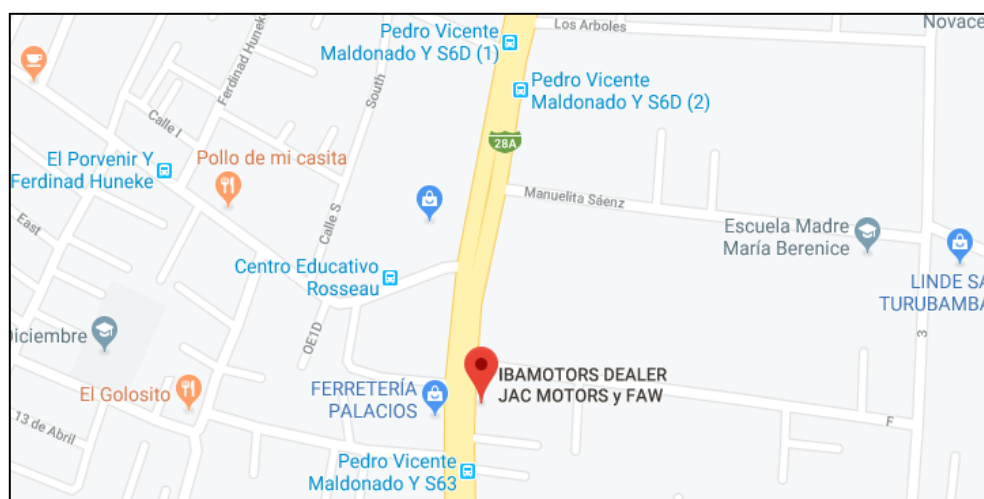 Pedro Vicente
Maldonado Y S6D (1)
Los Arboles
Novace
Ferdinad Huneke
South
Pedro Vicente
Maldonado Y S6D (2)
Calle I
28A
El Porvenir Y
Ferdinad Huneke
Pollo de mi casita
Manuelita Sáenz
East
Calle S
Escuela Madre
María Berenice
Centro Educativo
Rosseau
LINDE SA
TURUBAMBA
Diciembre
OE1D
3
El Golosito
FERRETERÍA
PALACIOS
IBAMOTORS DEALER
JAC MOTORS y FAW
F
13 de Abril
Pedro Vicente
Maldonado Y S63